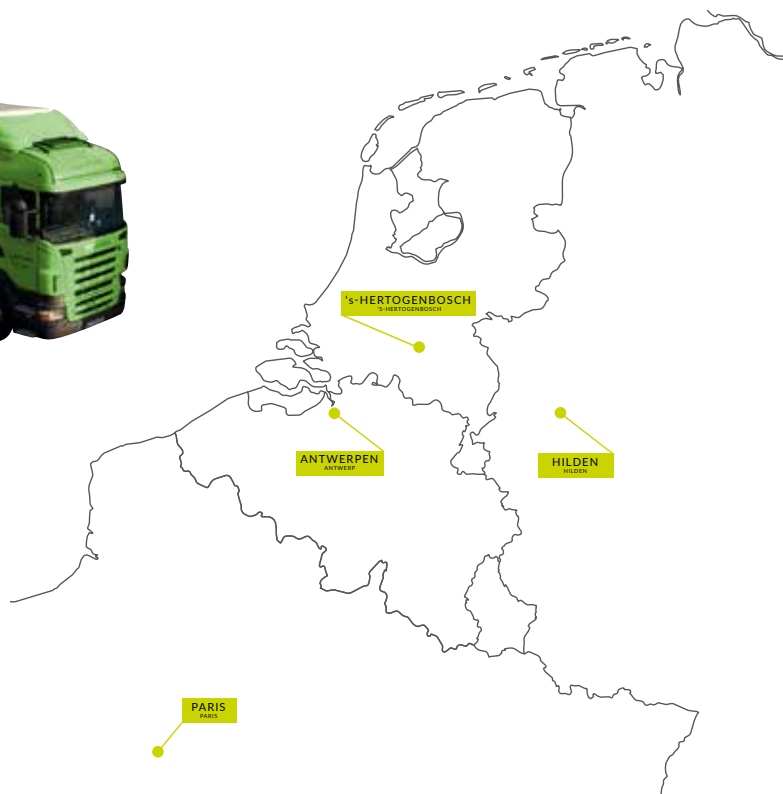 's-HERTOGENBOSCH
'S-HERTOGENBOSCH
ANTWERPEN
ANTWERP
HILDEN
HILDEN
PARIS
PARIS